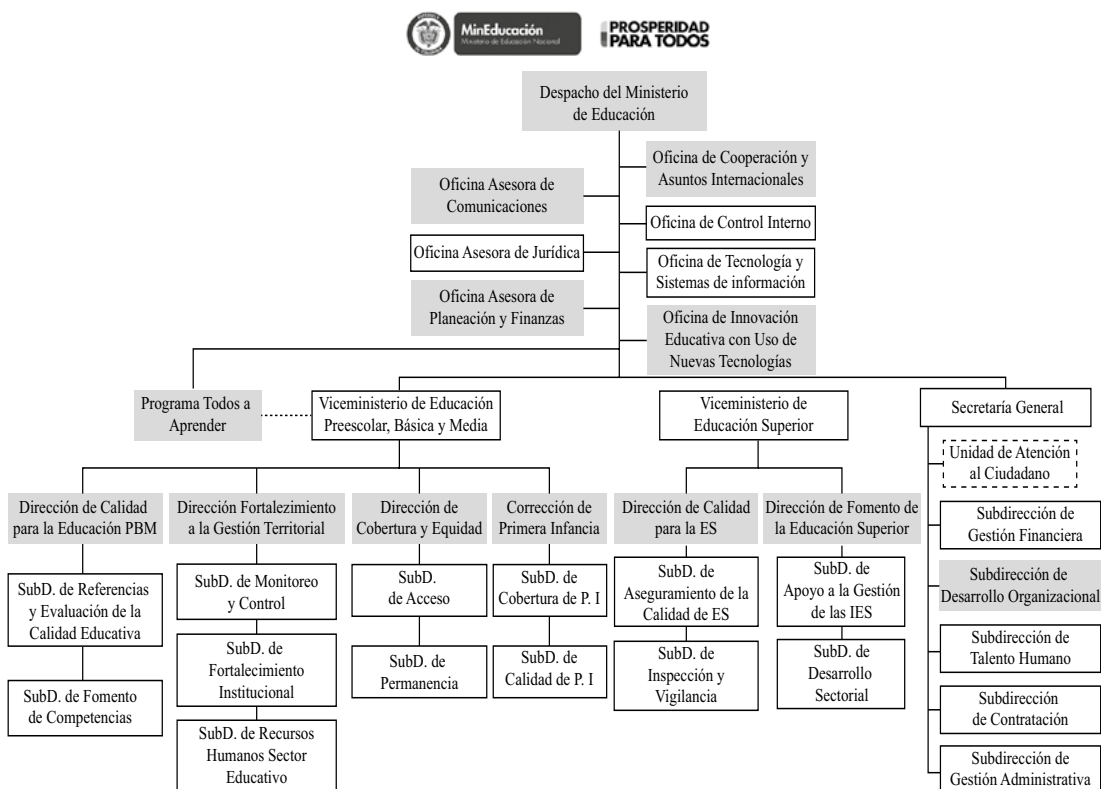 MinEducación
Ministerio de Educación Nacional
PROSPERIDAD
PARA TODOS
Despacho del Ministerio
de Educación
Oficina de Cooperación y
Asuntos Internacionales
Oficina Asesora de
Comunicaciones
Oficina de Control Interno
Oficina Asesora de Jurídica
Oficina de Tecnología y
Sistemas de información
Oficina Asesora de
Planeación y Finanzas
Oficina de Innovación
Educativa con Uso de
Nuevas Tecnologías
Programa Todos a
Aprender
Viceministerio de Educación
Preescolar, Básica y Media
Viceministerio de
Educación Superior
Secretaría General
Unidad de Atención
al Ciudadano
Dirección de Calidad
para la Educación PBM
Dirección Fortalezimiento
a la Gestión Territorial
Dirección de
Cobertura y Equidad
Corrección de
Primera Infancia
Dirección de Calidad
para la ES
Dirección de Fomento de
la Educación Superior
Subdirección de
Gestión Financiera
SubD. de Referencias
y Evaluación de la
Calidad Educativa
SubD. de Monitoreo
y Control
SubD.
de Acceso
SubD. de
Cobertura de P. I
SubD. de
Aseguramiento de la
Calidad de ES
SubD. de
Apoyo a la Gestión
de las IES
Subdirección de
Desarrollo Organizacional
SubD. de Fomento
de Competencias
SubD. de
Fortalecimiento
Institucional
SubD. de
Permanencia
SubD. de
Calidad de P. I
SubD. de
Inspección y
Vigilancia
SubD. de
Desarrollo
Sectorial
Subdirección de
Talento Humano
SubD. de Recursos
Humanos Sector
Educativo
Subdirección
de Contratación
Subdirección de
Gestión Administrativa